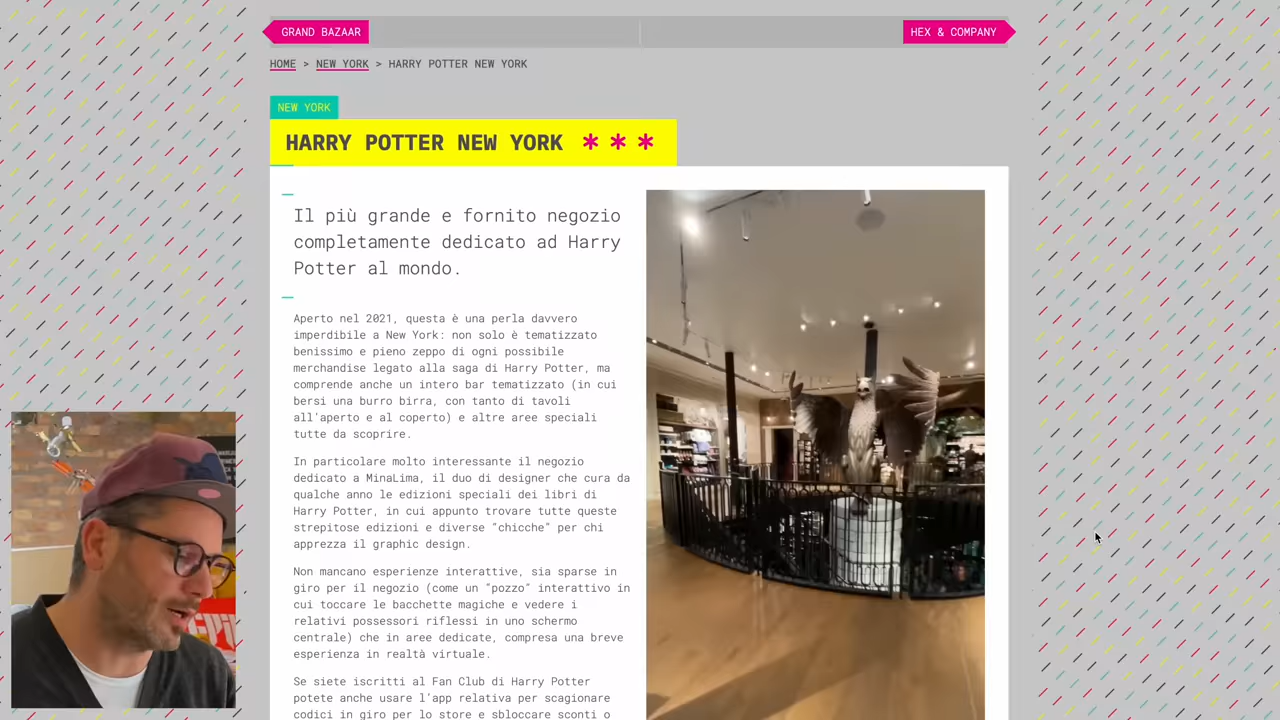 GRAND BAZAAR
HEX & COMPANY
HOME > NEW YORK > HARRY POTTER NEW YORK
NEW YORK
HARRY POTTER NEW YORK ***
Il più grande e fornito negozio
completamente dedicato ad Harry
Potter al mondo.
Aperto nel 2021, questa è una perla davvero
imperdibile a New York: non solo è tematizzato
benissimo e pieno zeppo di ogni possibile
merchandise legato alla saga di Harry Potter, ma
comprende anche un intero bar tematizzato (in cui
bersi una burro birra, con tanto di tavoli
all'aperto e al coperto) e altre aree speciali
tutte da scoprire.
In particolare molto interessante il negozio
dedicato a MinaLima, il duo di designer che cura da
qualche anno le edizioni speciali dei libri di
Harry Potter, in cui appunto trovare tutte queste
strepitose edizioni e diverse "chicche" per chi
apprezza il graphic design.
Non mancano esperienze interattive, sia sparse in
giro per il negozio (come un "pozzo" interattivo in
cui toccare le bacchette magiche e vedere i
relativi possessori riflessi in uno schermo
centrale) che in aree dedicate, compresa una breve
esperienza in realtà virtuale.
Se siete iscritti al Fan Club di Harry Potter
potete anche usare l'app relativa per scagionare
codici in giro per lo store e sbloccare sconti o